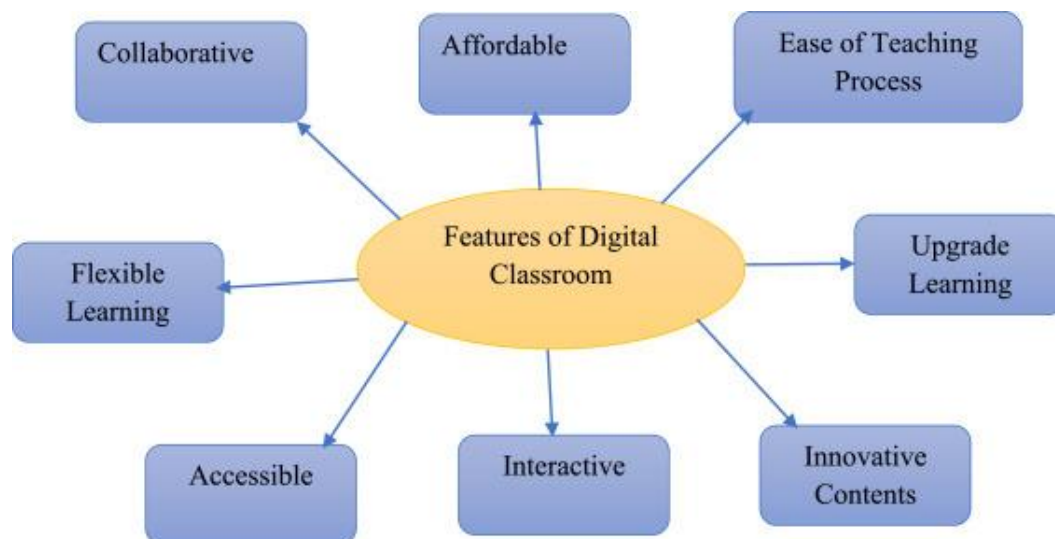 Collaborative
Affordable
Ease of Teaching
Process
Features of Digital
Classroom
Flexible
Learning
Upgrade
Learning
Accessible
Interactive
Innovative
Contents